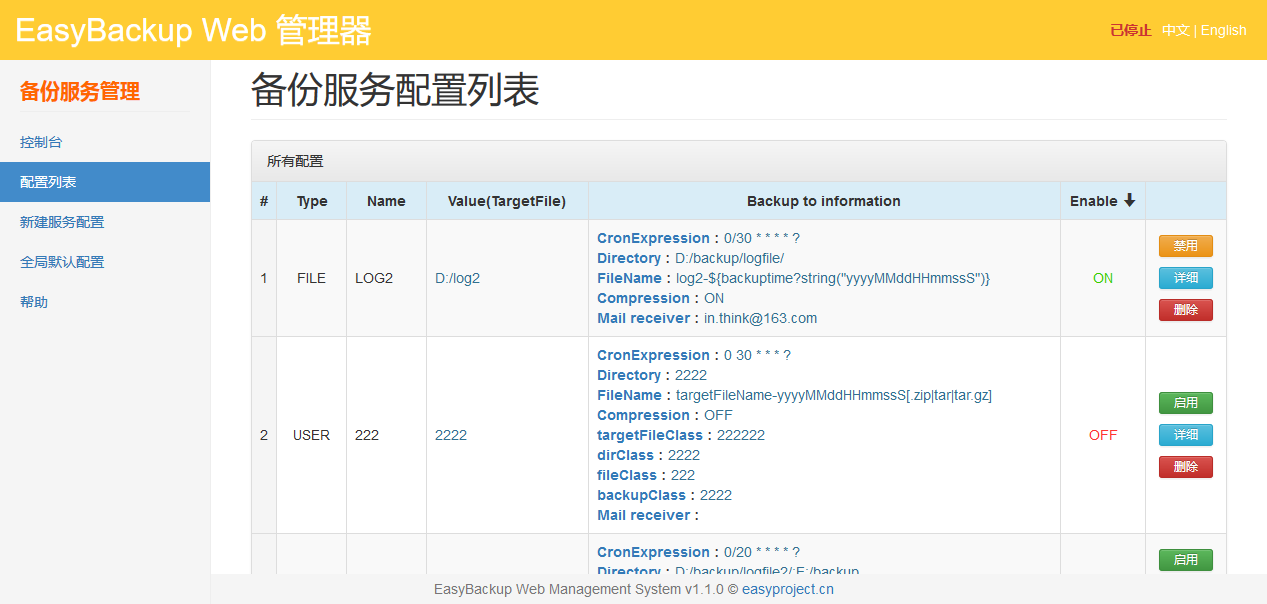 EasyBackup Web 管理器
已停止 中文 | English
备份服务管理
控制台
配置列表
新建服务配置
全局默认配置
帮助
备份服务配置列表
所有配置
# Type Name Value(TargetFile) Backup to information Enable
1 FILE LOG2 D:/log2
CronExpression : 0/30 * * * * ?
Directory : D:/backup/logfile/
FileName : log2-${backuptime?string("yyyyMMddHHmmssS")}
Compression : ON
Mail receiver : in.think@163.com
ON
禁用
详细
删除
2 USER 222 2222
CronExpression : 0 30 * * * ?
Directory : 2222
FileName : targetFileName-yyyyMMddHHmmssS[.zip|tar|tar.gz]
Compression : OFF
targetFileClass : 222222
dirClass : 2222
fileClass : 222
backupClass : 2222
Mail receiver :
OFF
启用
详细
删除
CronExpression : 0/20 * * * * ?
Directory : D:/backup/logfile2/;E:/backup
启用
EasyBackup Web Management System v1.1.0 © easyproject.cn